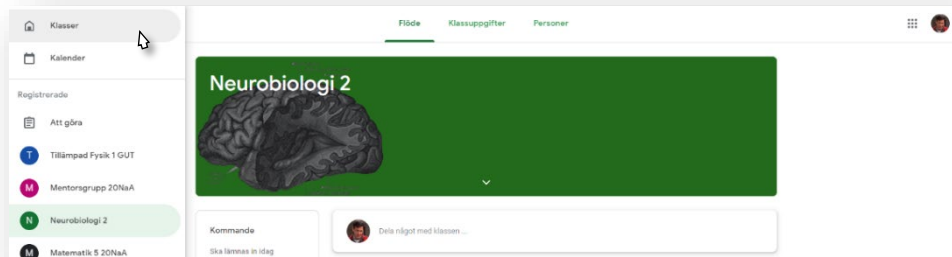 Klasser
Kalender
Registrerade
Att göra
T Tillämpad Fysik 1 GUT
M Mentorsgrupp 20NaA
N Neurobiologi 2
M Matematik 5 20NaA
Flöde Klassuppgifter Personer
Neurobiologi 2
Kommande
Ska lämnas in idag
Dela något med klassen...